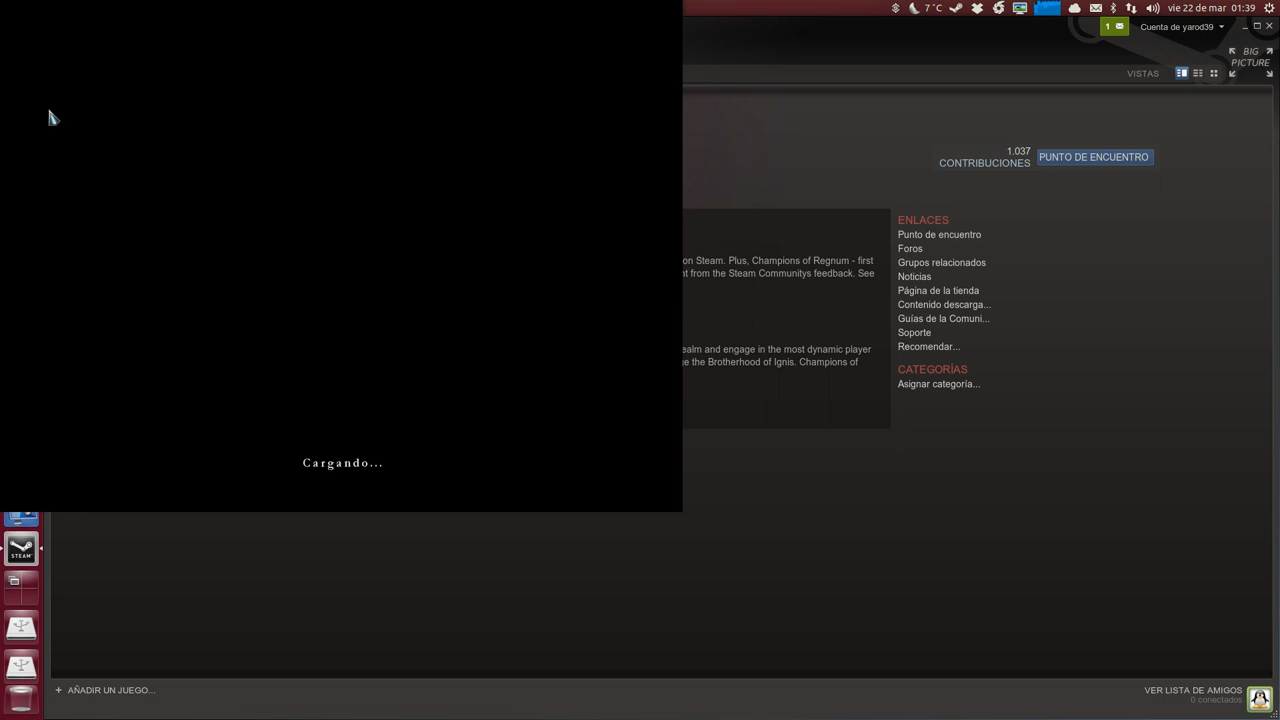 7 °C
vie 22 de mar 01:39
1
Cuenta de yarod39
BIG
PICTURE
VISTAS
1.037
CONTRIBUCIONES
PUNTO DE ENCUENTRO
ENLACES
Punto de encuentro
Foros
Grupos relacionados
Noticias
Página de la tienda
Contenido descarga...
Guías de la Comuni...
Soporte
Recomendar...
CATEGORÍAS
Asignar categoría...
on Steam. Plus, Champions of Regnum - first
nt from the Steam Communitys feedback. See
ealm and engage in the most dynamic player
ge the Brotherhood of Ignis. Champions of
Cargando...
STEAM
+ AÑADIR UN JUEGO...
VER LISTA DE AMIGOS
0 conectados